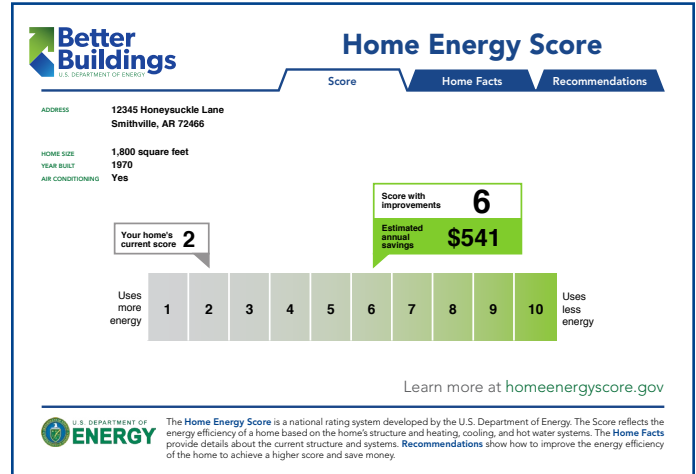 Better
Buildings
U.S. DEPARTMENT OF ENERGY
Home Energy Score
Score
Home Facts
Recommendations
ADDRESS 12345 Honeysuckle Lane
Smithville, AR 72466
HOME SIZE 1,800 square feet
YEAR BUILT 1970
AIR CONDITIONING Yes
Score with
improvements 6
Estimated
annual
savings $541
Your home's
current score 2
Uses
more
energy
1 2 3 4 5 6 7 8 9 10
Uses
less
energy
Learn more at homeenergyscore.gov
U.S. DEPARTMENT OF
ENERGY
The Home Energy Score is a national rating system developed by the U.S. Department of Energy. The Score reflects the
energy efficiency of a home based on the home's structure and heating, cooling, and hot water systems. The Home Facts
provide details about the current structure and systems. Recommendations show how to improve the energy efficiency
of the home to achieve a higher score and save money.